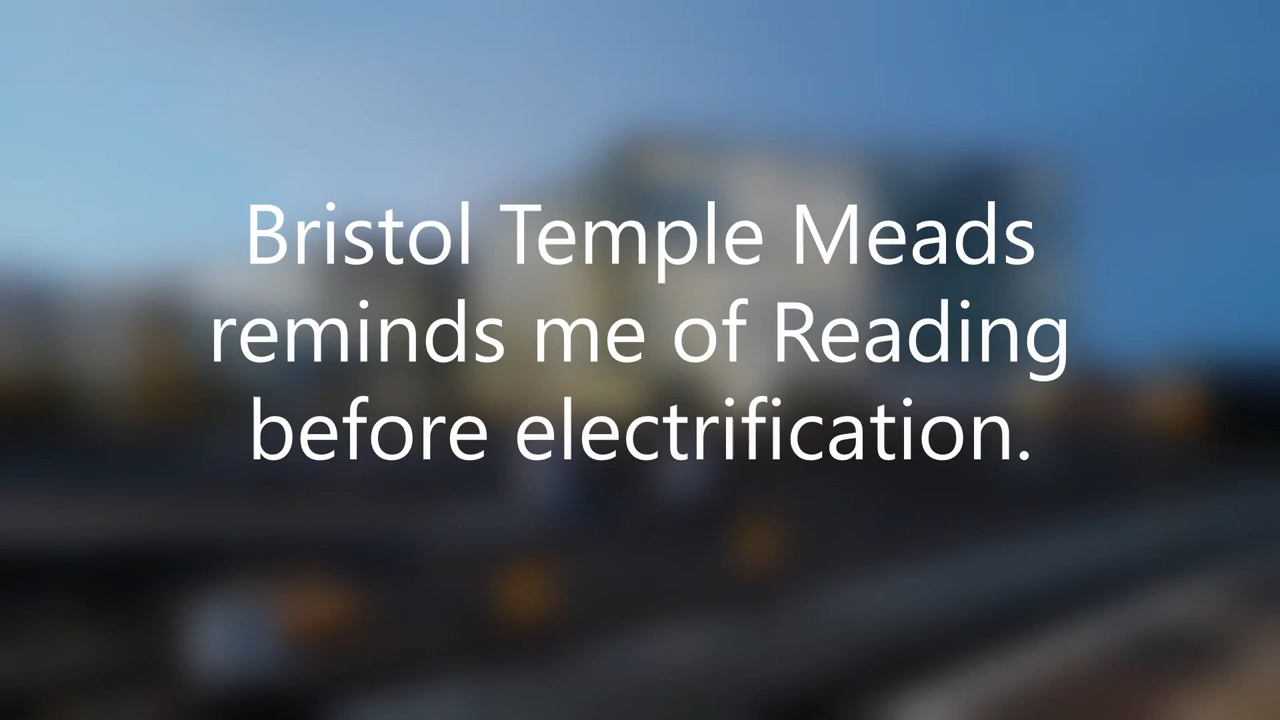 Bristol Temple Meads
reminds me of Reading
before electrification.